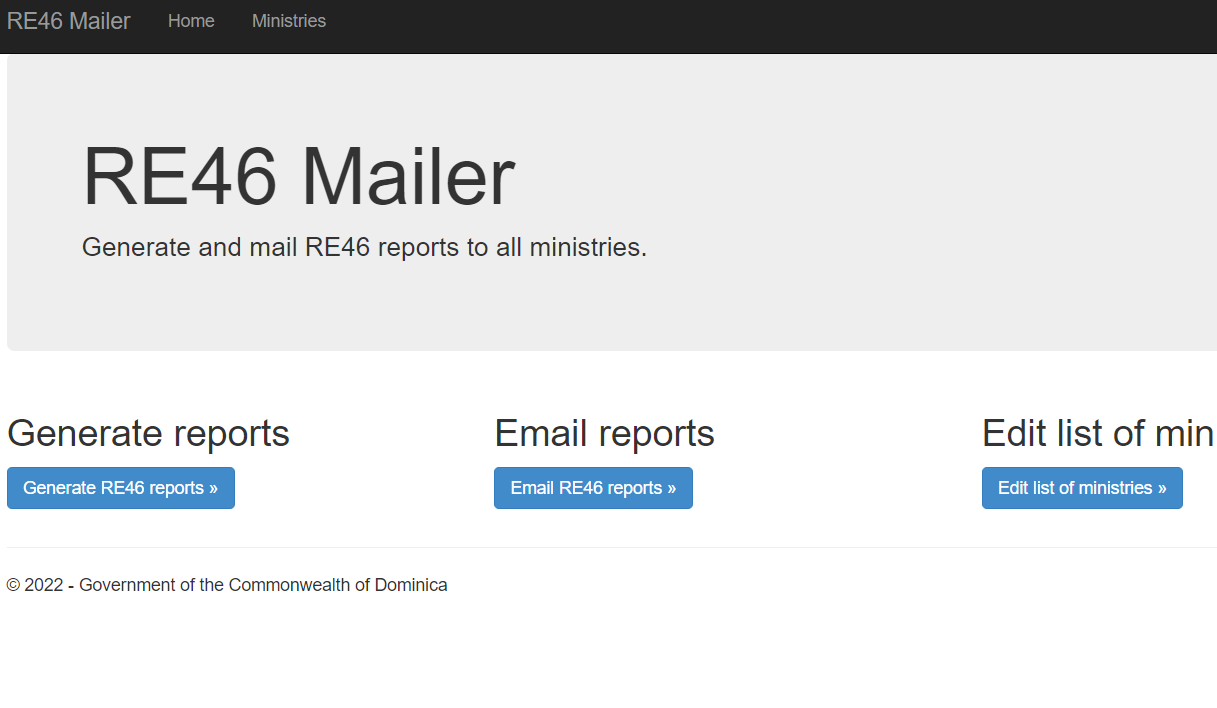 RE46 Mailer Home Ministries
RE46 Mailer
Generate and mail RE46 reports to all ministries.
Generate reports Email reports Edit list of min
Generate RE46 reports » Email RE46 reports » Edit list of ministries »
© 2022 - Government of the Commonwealth of Dominica